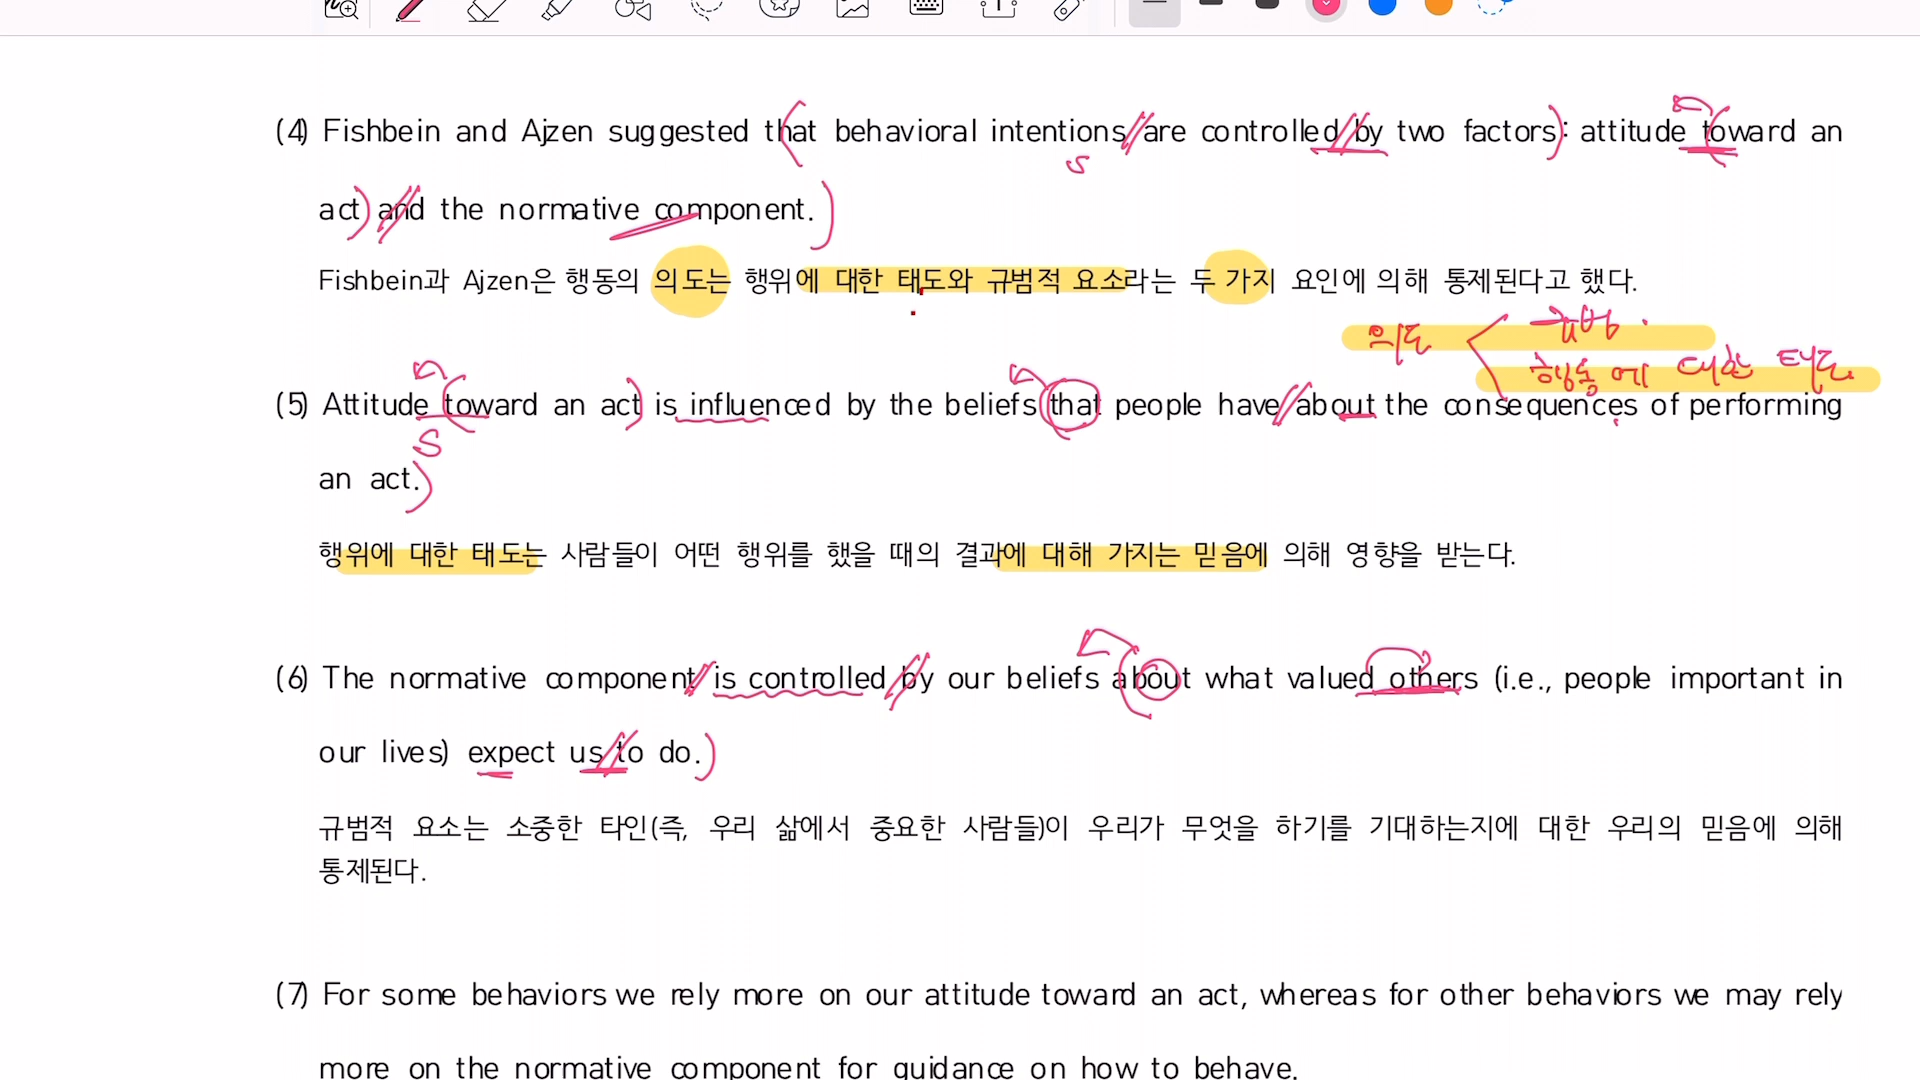 (4) Fishbein and Ajzen suggested that behavioral intentions are controlled by two factors: attitude toward an
s
act) and the normative component.
Fishbein과 Ajzen은 행동의 의도는 행위에 대한 태도와 규범적 요소라는 두 가지 요인에 의해 통제된다고 했다.
의도 규범
행동에 대한 태도
(5) Attitude toward an act is influenced by the beliefs that people have about the consequences of performing
S
an act.
행위에 대한 태도는 사람들이 어떤 행위를 했을 때의 결과에 대해 가지는 믿음에 의해 영향을 받는다.
(6) The normative component is controlled by our beliefs about what valued others (i.e., people important in
our lives) expect us to do.
규범적 요소는 소중한 타인(즉, 우리 삶에서 중요한 사람들)이 우리가 무엇을 하기를 기대하는지에 대한 우리의 믿음에 의해
통제된다.
(7) For some behaviors we rely more on our attitude toward an act, whereas for other behaviors we may rely
more on the normative component for guidance on how to behave.